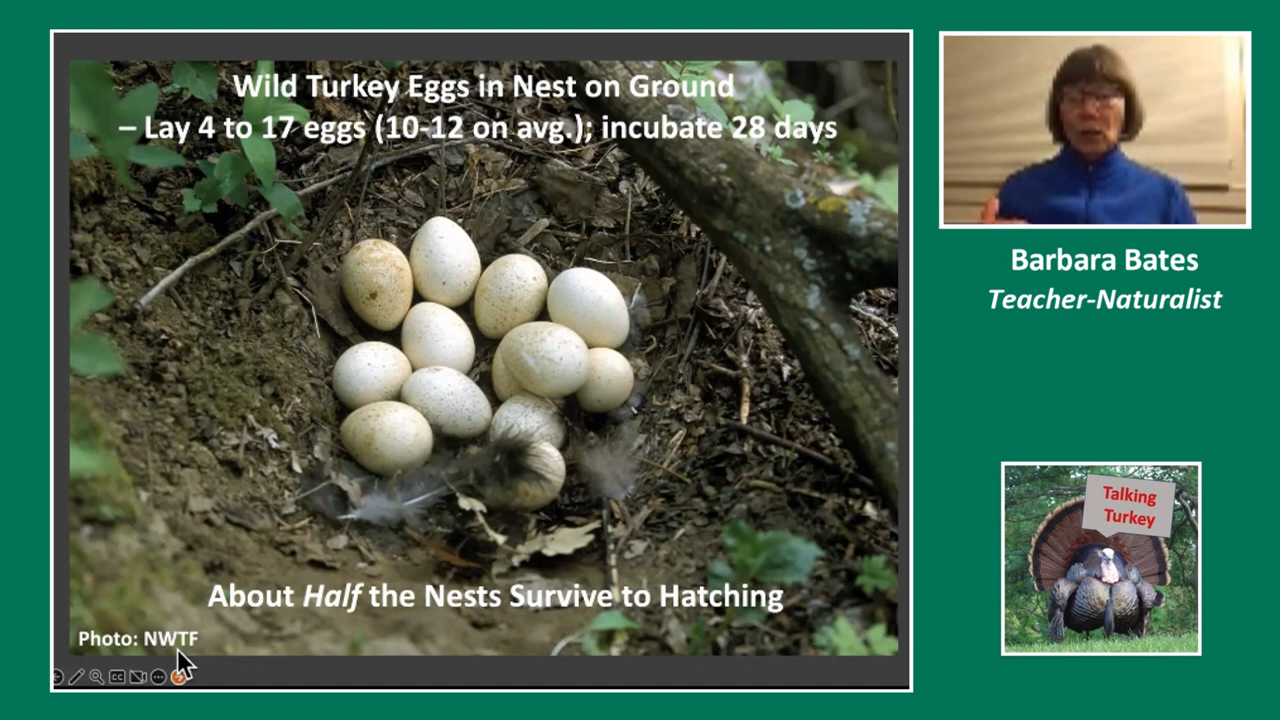 Wild Turkey Eggs in Nest on Ground
– Lay 4 to 17 eggs (10-12 on avg.); incubate 28 days
About Half the Nests Survive to Hatching
Photo: NWTF
CC
Barbara Bates
Teacher-Naturalist
Talking
Turkey